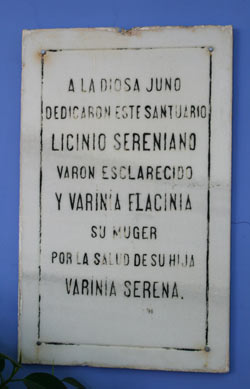 A LA DIOSA JUNO
DEDICARON ESTE SANTUARIO
LICINIO SERENIANO
VARON ESCLARECIDO
Y VARINIA FLACINIA
SU MUGER
POR LA SALUD DE SU HIJA
VARINIA SERENA.